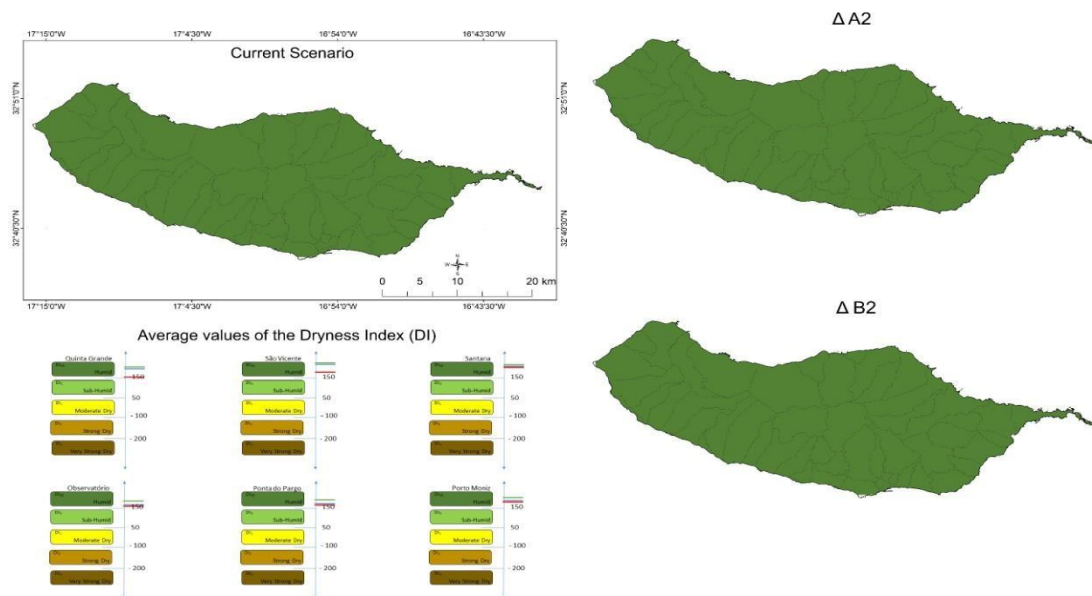 Δ A2
17°15'0"W 17°4'30"W 16°54'0"W 16°43'30"W
Current Scenario
32°51'0"N
32°51'0"N
32°40'30"N
32°40'30"N
N
W E
S
0 5 10 20 km
17°15'0"W 17°4'30"W 16°54'0"W 16°43'30"W
Δ B2
Average values of the Dryness Index (DI)
Quinta Grande
Humid
150
Sub-Humid
50
Moderate Dry
- 100
Strong Dry
- 200
Very Strong Dry
São Vicente
Humid
150
Sub-Humid
50
Moderate Dry
- 100
Strong Dry
- 200
Very Strong Dry
Santana
Humid
150
Sub-Humid
50
Moderate Dry
- 100
Strong Dry
- 200
Very Strong Dry
Observatório
Humid
150
Sub-Humid
50
Moderate Dry
- 100
Strong Dry
- 200
Very Strong Dry
Ponta do Pargo
Humid
150
Sub-Humid
50
Moderate Dry
- 100
Strong Dry
- 200
Very Strong Dry
Porto Moniz
Humid
150
Sub-Humid
50
Moderate Dry
- 100
Strong Dry
- 200
Very Strong Dry